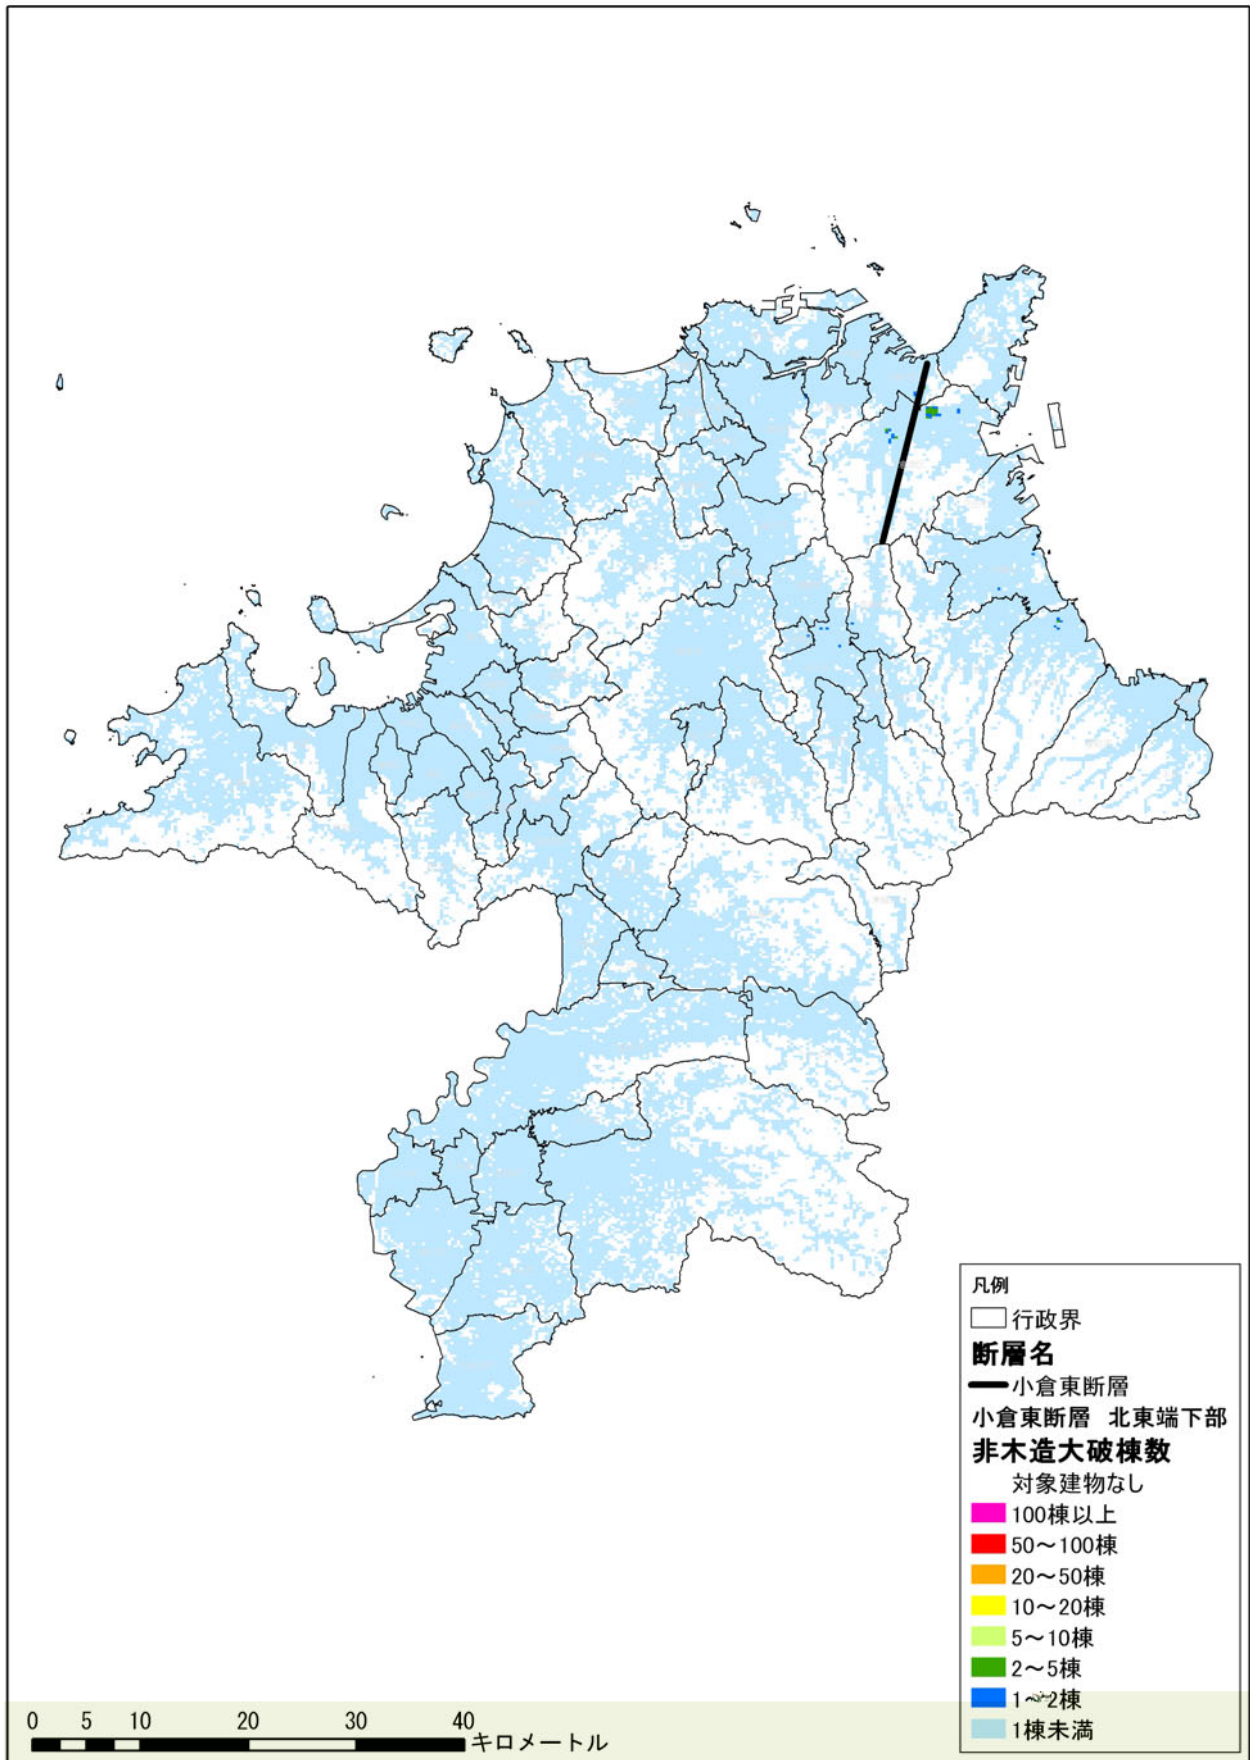 凡例
行政界
断層名
小倉東断層
小倉東断層 北東端下部
非木造大破棟数
対象建物なし
100棟以上
50～100棟
20～50棟
10～20棟
5～10棟
2～5棟
1～2棟
1棟未満
0 5 10 20 30 40
キロメートル